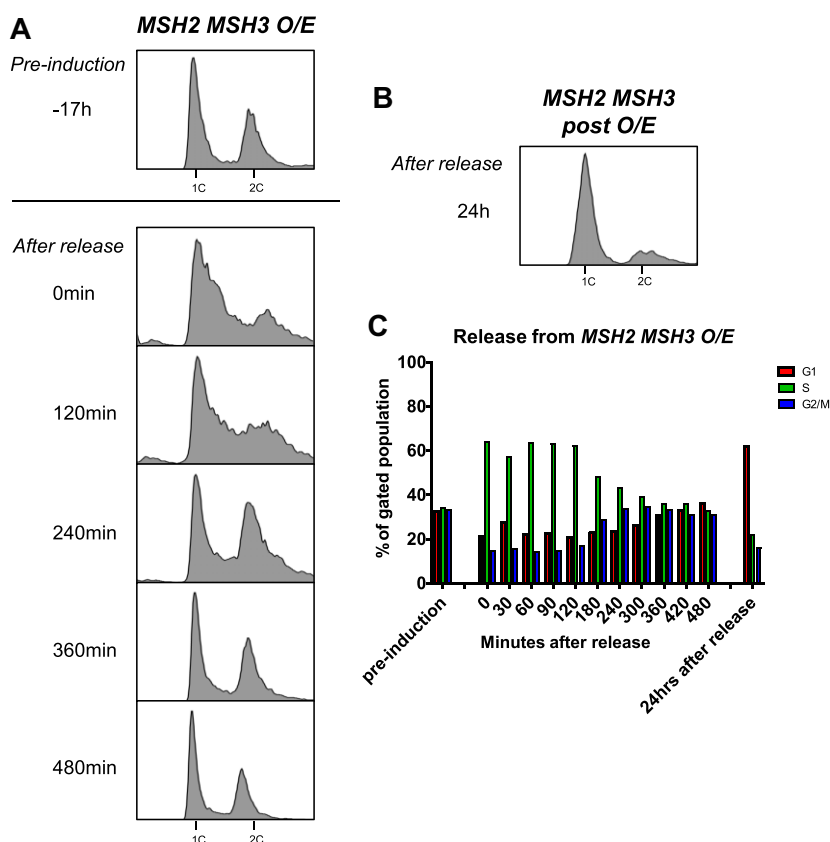 A
MSH2 MSH3 O/E
Pre-induction
-17h
1C 2C
After release
0min
120min
240min
360min
480min
1C 2C
B
MSH2 MSH3
post O/E
After release
24h
1C 2C
C
Release from MSH2 MSH3 O/E
% of gated population
100
80
60
40
20
0
G1
S
G2/M
pre-induction 0 30 60 90 120 180 240 300 360 420 480 24hrs after release
Minutes after release